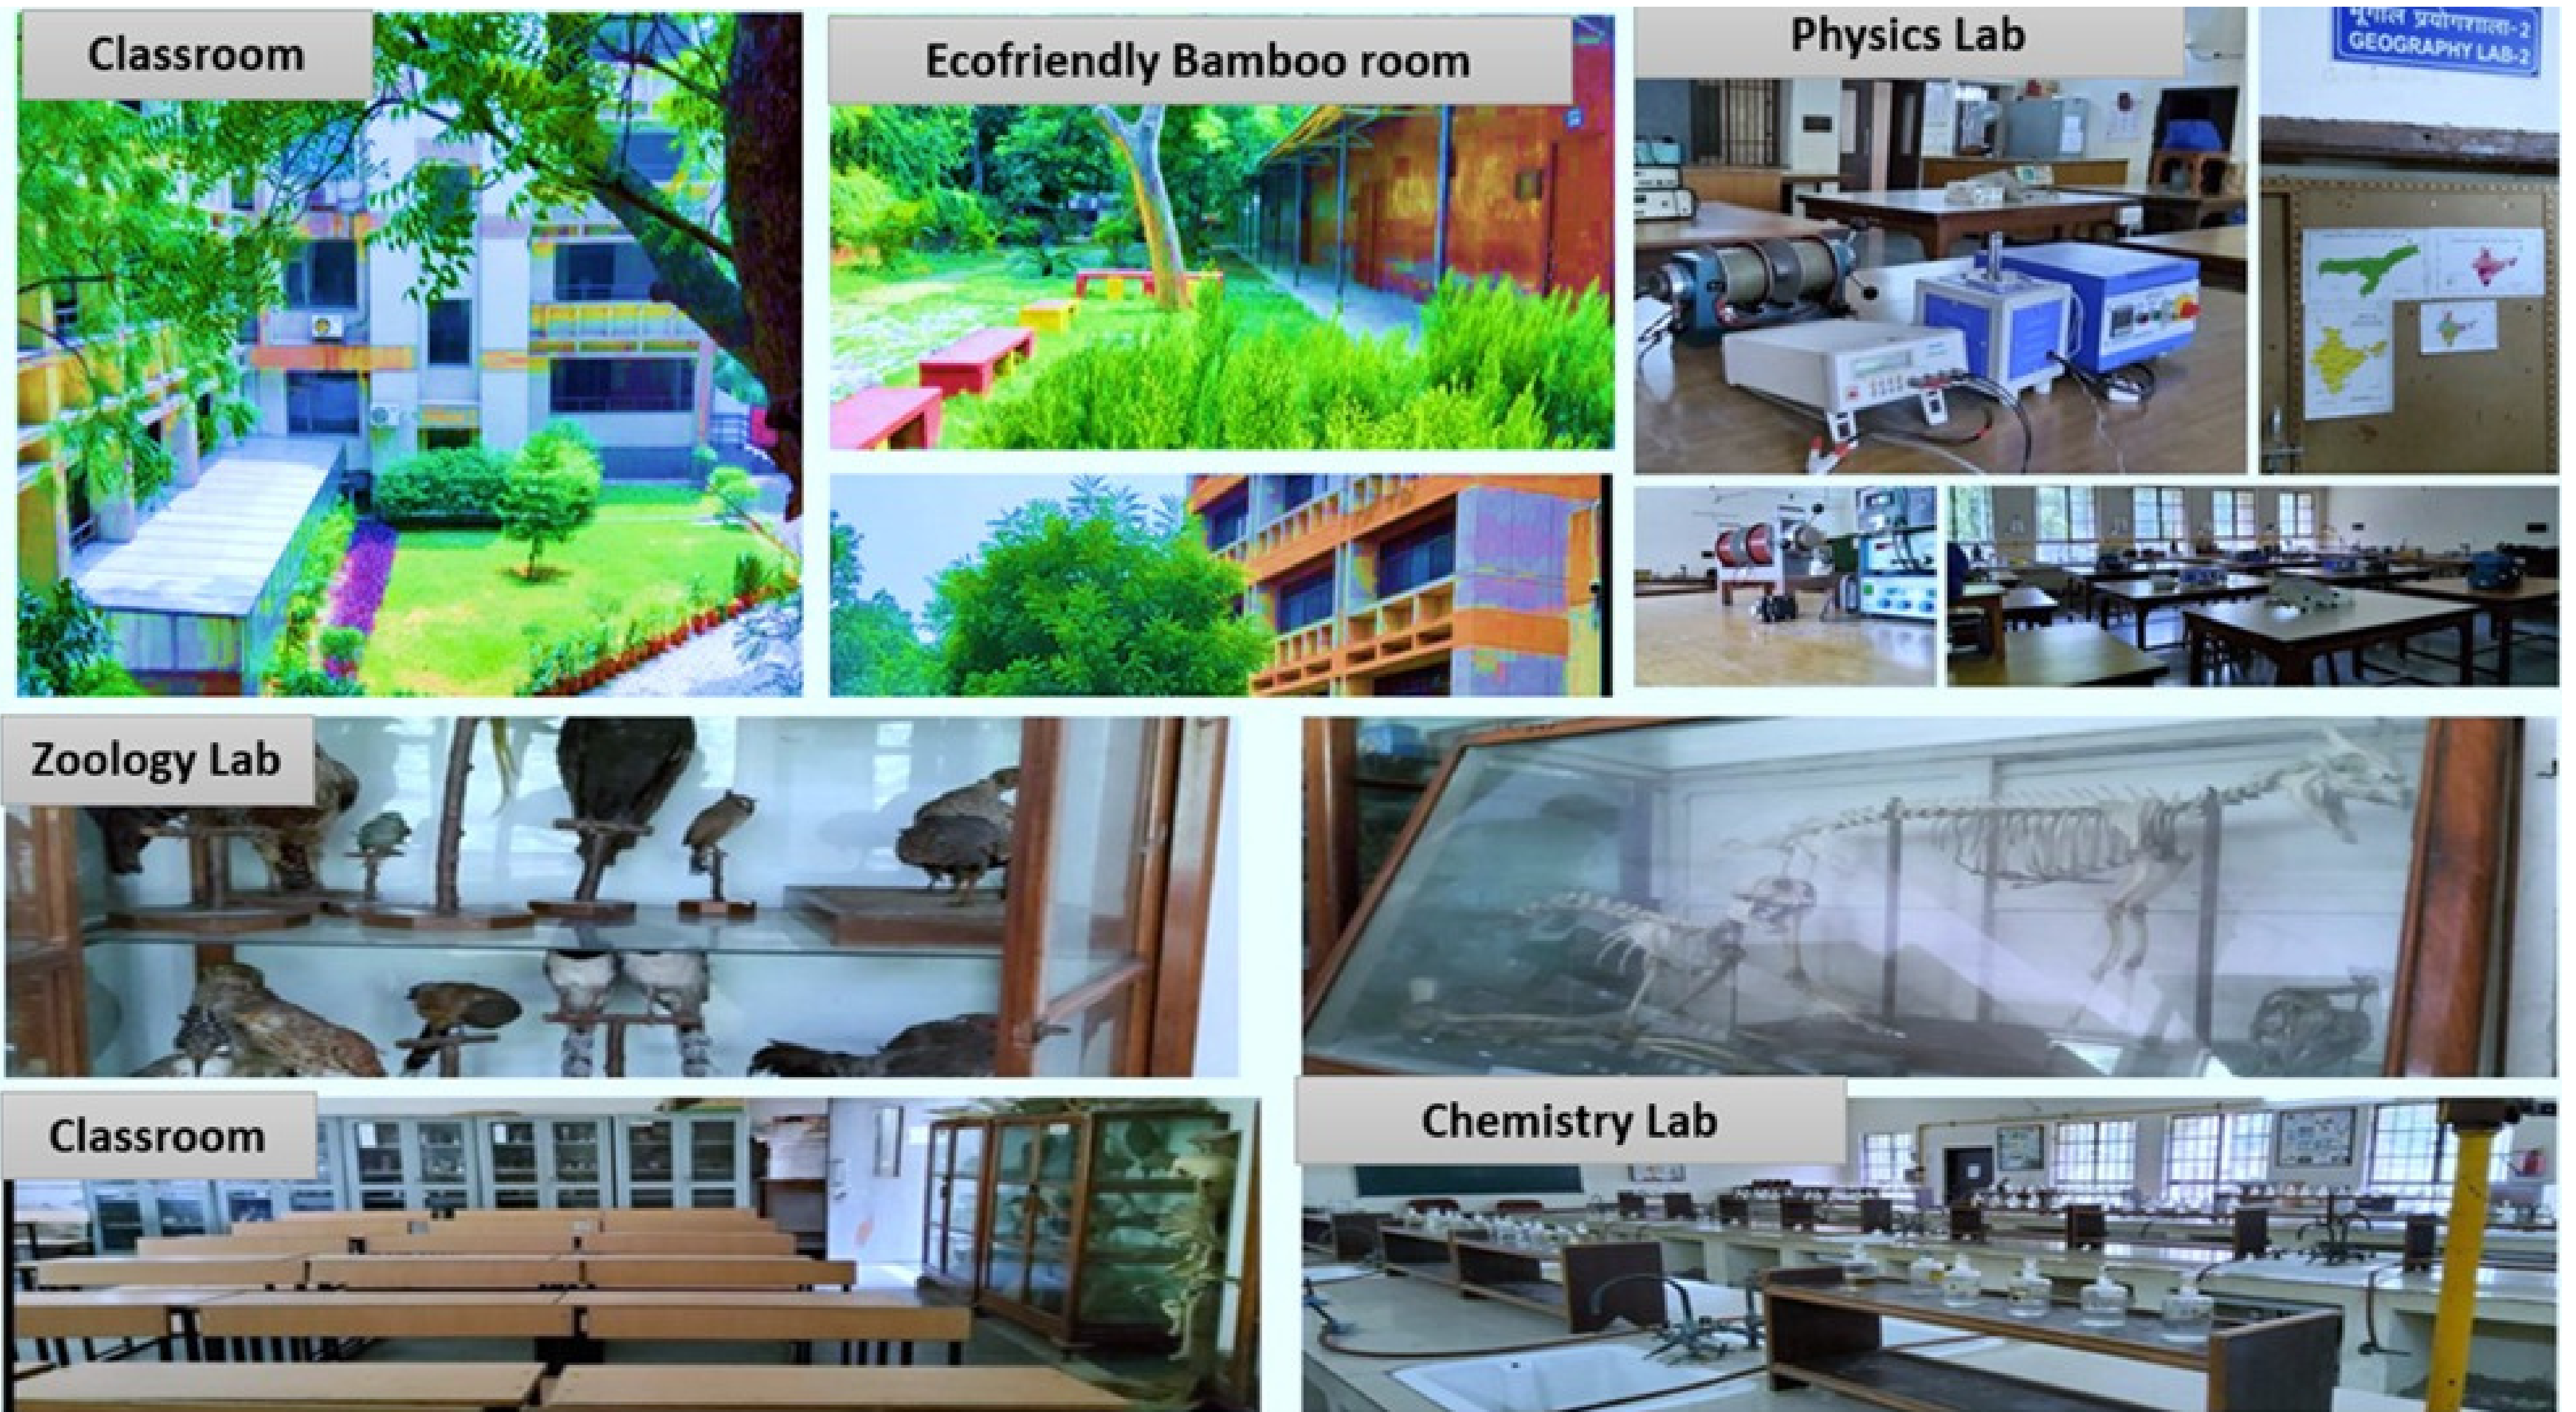 Classroom
Ecofriendly Bamboo room
Physics Lab
भूगोल प्रयोगशाला-2
GEOGRAPHY LAB-2
Zoology Lab
Classroom
Chemistry Lab